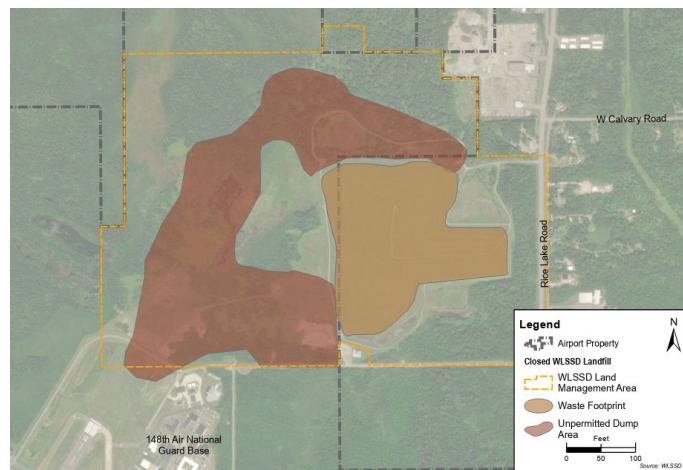 W Calvary Road
Rice Lake Road
148th Air National
Guard Base
Legend
N
Airport Property
Closed WLSSD Landfill
WLSSD Land
Management Area
Waste Footprint
Unpermitted Dump
Area
Feet
0 50 100
Source: WLSSD